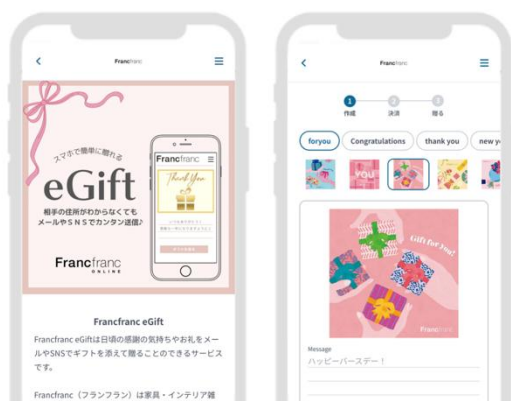 Francfranc
スマホで簡単に贈れる
eGift
相手の住所がわからなくても
メールやSNSでカンタン送信♪
Francfranc
ONLINE
Francfranc
Thank You
Francfranc eGift
Francfranc eGiftは日頃の感謝の気持ちやお礼をメー
ルやSNSでギフトを添えて贈ることのできるサービス
です。
Francfranc（フランフラン）は家具・インテリア雑
Francfranc
1 2 3
作成 決済 贈る
foryou Congratulations thank you new y
YOU
Gift for you!
Francfranc
Message
ハッピーバースデー！